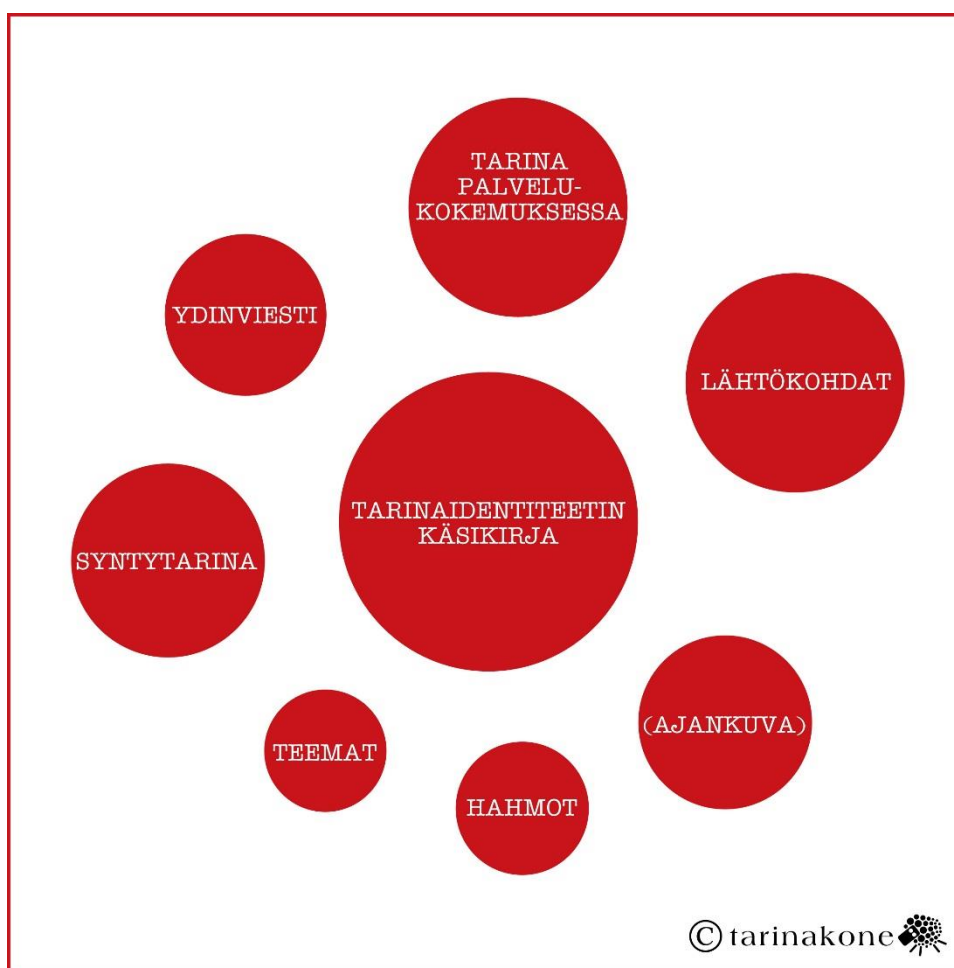 TARINA
PALVELU-
KOKEMUKSESSA
YDINVIESTI
LÄHTÖKOHDAT
TARINAIDENTITEETIN
KÄSIKIRJA
SYNTYTARINA
(AJANKUVA)
TEEMAT
HAHMOT
© tarinakone